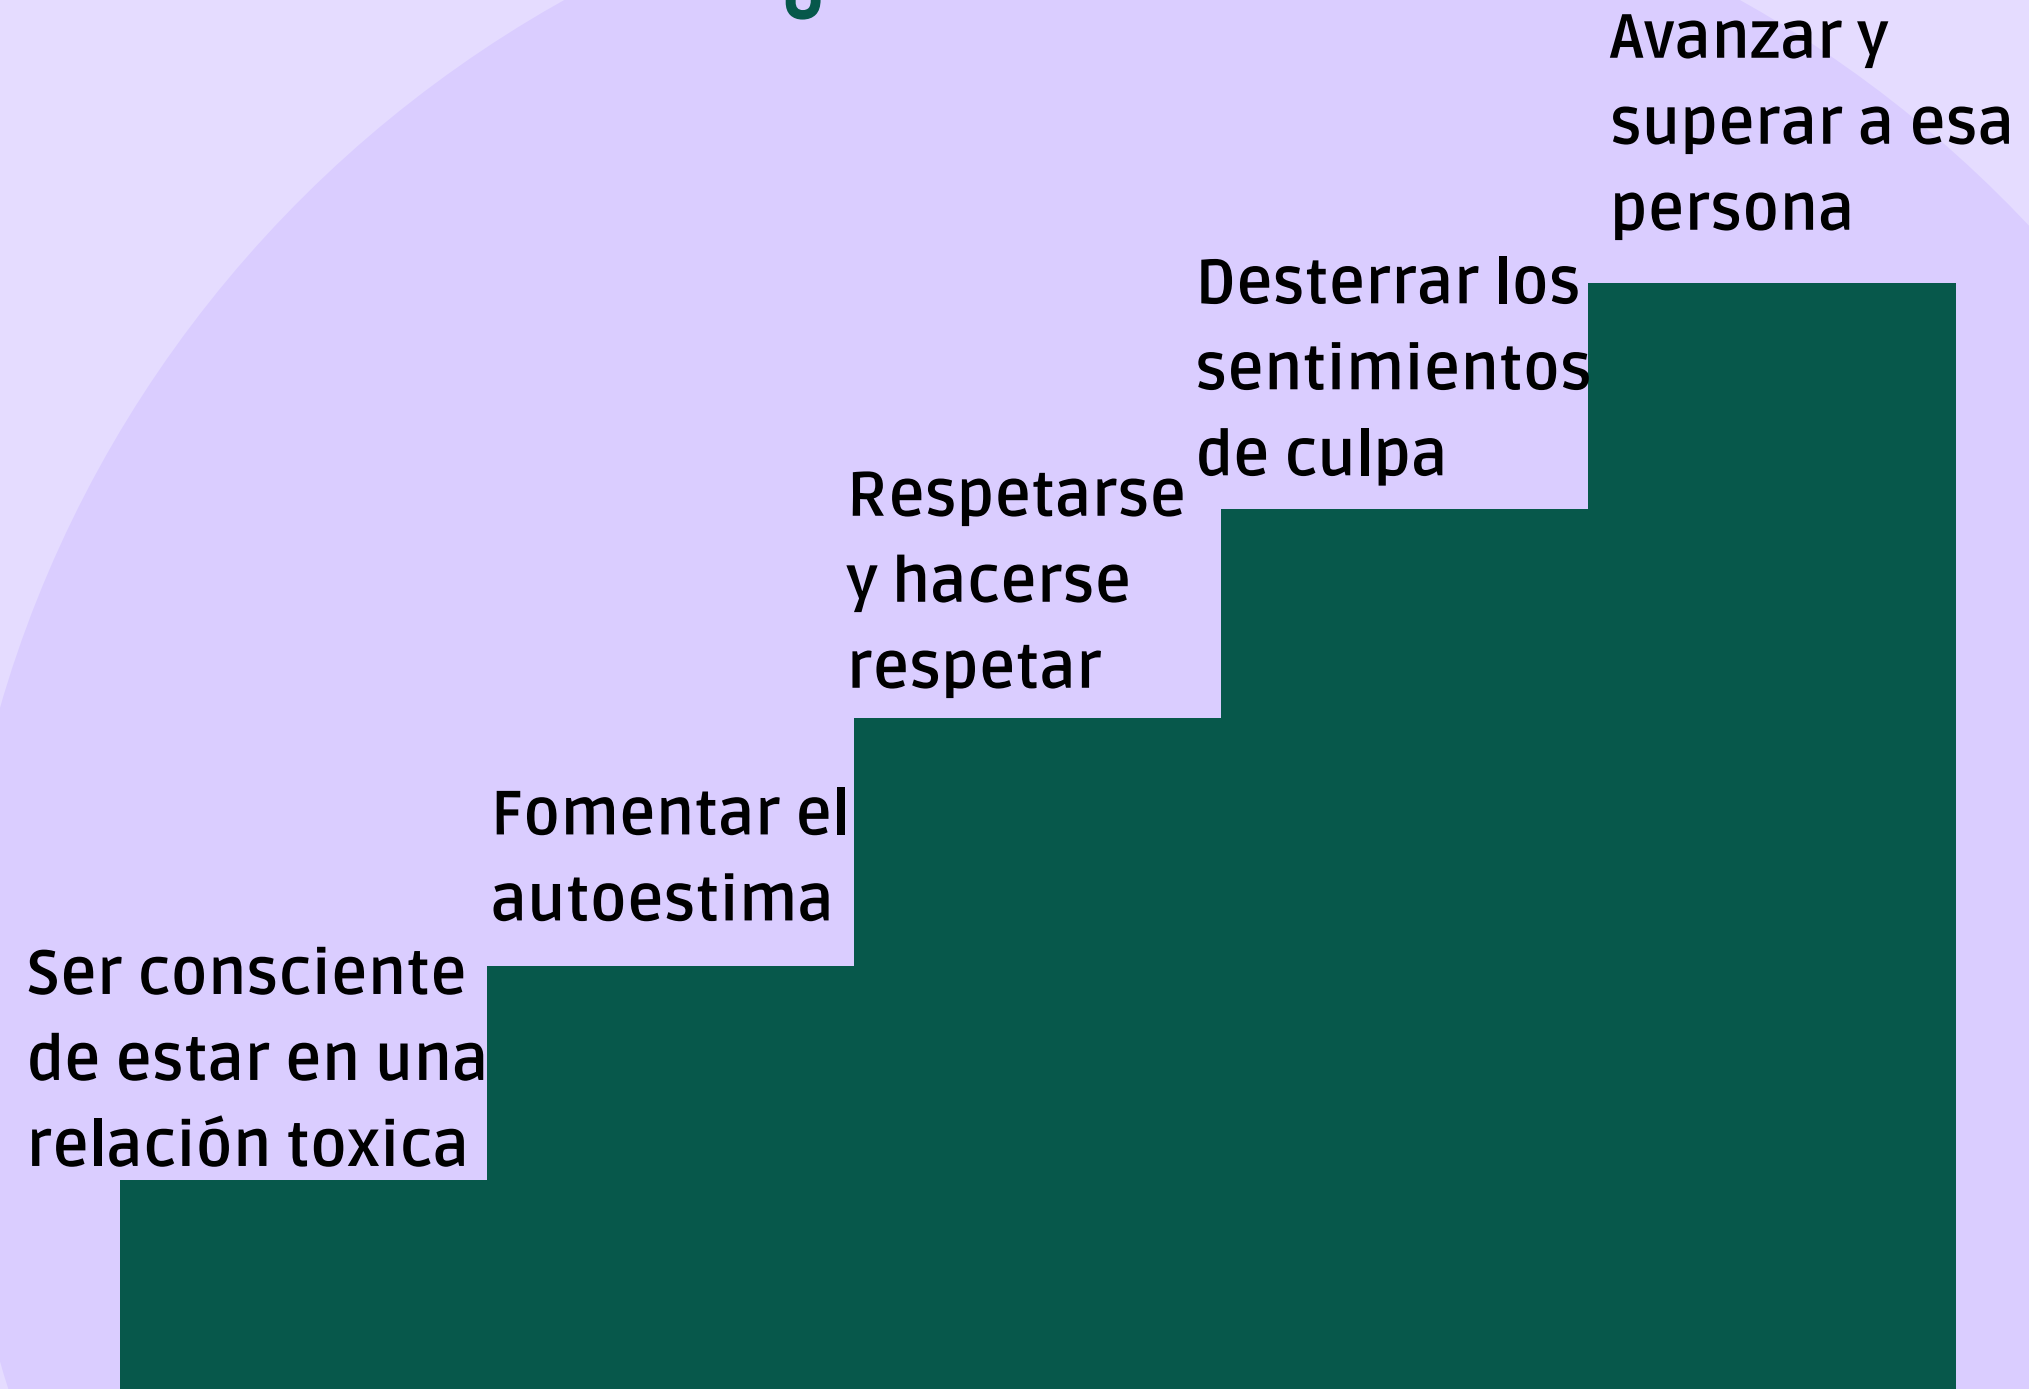 Avanzar y
superar a esa
persona
Desterrar los
sentimientos
de culpa
Respetarse
y hacerse
respetar
Fomentar el
autoestima
Ser consciente
de estar en una
relación toxica